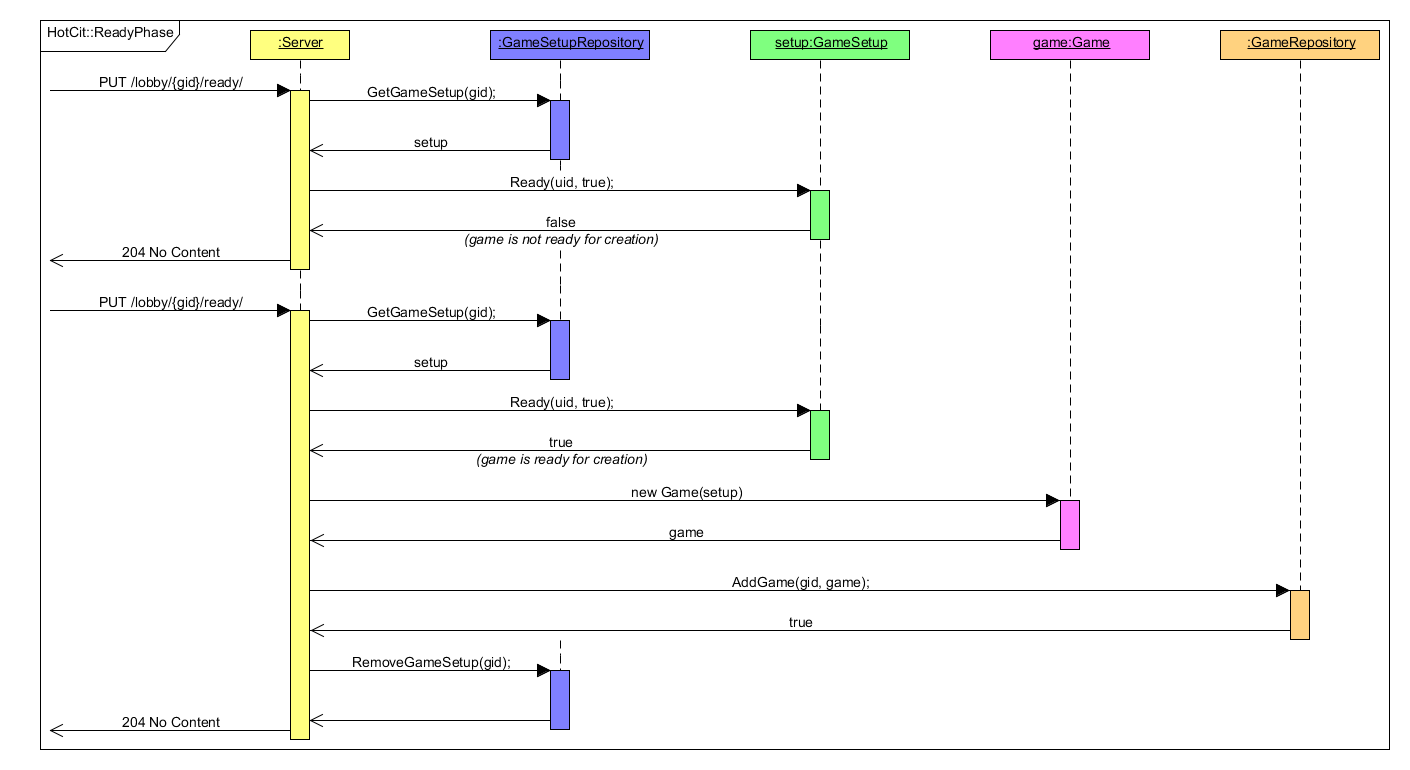 HotCit::ReadyPhase
:Server
:GameSetupRepository
setup:GameSetup
game:Game
:GameRepository
PUT /lobby/{gid}/ready/
GetGameSetup(gid);
setup
Ready(uid, true);
false
(game is not ready for creation)
204 No Content
PUT /lobby/{gid}/ready/
GetGameSetup(gid);
setup
Ready(uid, true);
true
(game is ready for creation)
new Game(setup)
game
AddGame(gid, game);
true
RemoveGameSetup(gid);
204 No Content